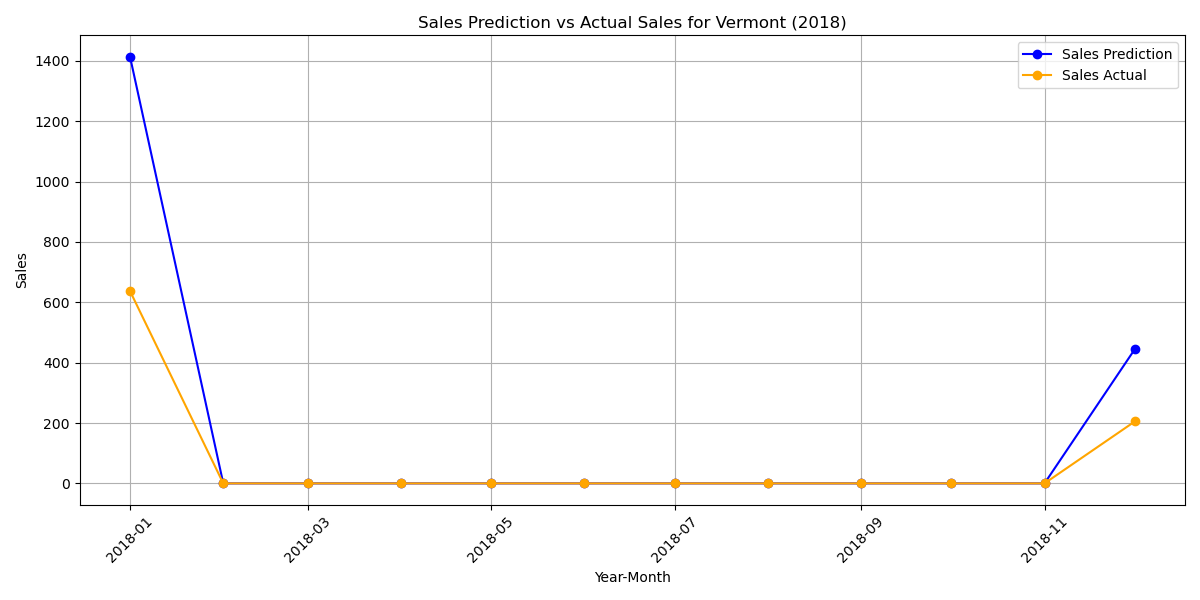 Sales Prediction vs Actual Sales for Vermont (2018)
Sales Prediction
Sales Actual
1400
1200
1000
800
600
400
200
0
Sales
2018-01
2018-03
2018-05
2018-07
2018-09
2018-11
Year-Month